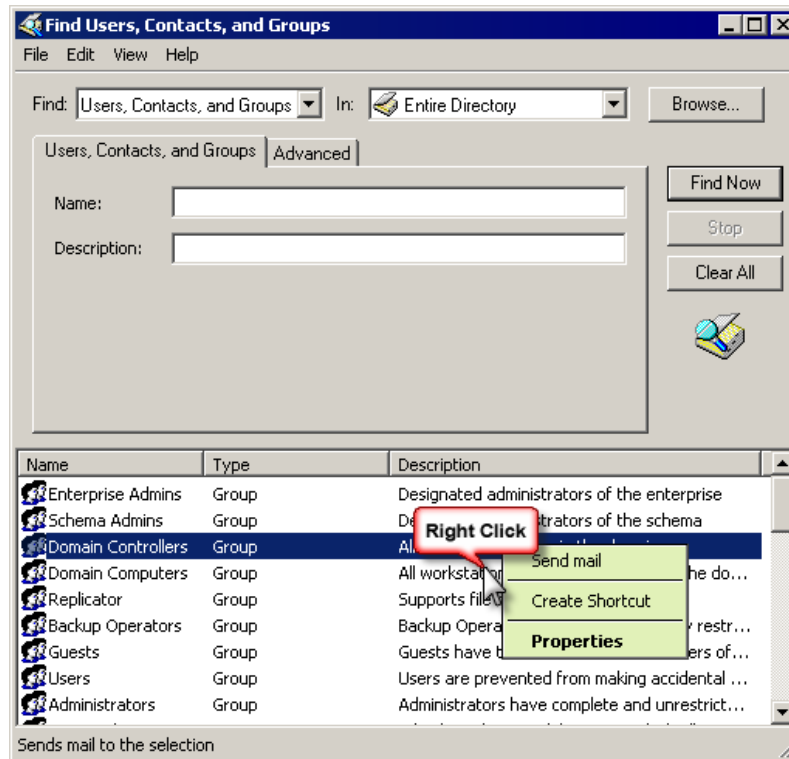 Find Users, Contacts, and Groups
File Edit View Help
Find: Users, Contacts, and Groups In: Entire Directory Browse...
Users, Contacts, and Groups Advanced
Name:
Description:
Find Now
Stop
Clear All
Name Type Description
Enterprise Admins Group Designated administrators of the enterprise
Schema Admins Group De trators of the schema
Right Click
Domain Controllers Group All
Send mail
Domain Computers Group All workstation he do...
Replicator Group Supports file
Create Shortcut
Backup Operators Group Backup Opera restr...
Properties
Guests Group Guests have ers of...
Users Group Users are prevented from making accidental ...
Administrators Group Administrators have complete and unrestrict...
Sends mail to the selection